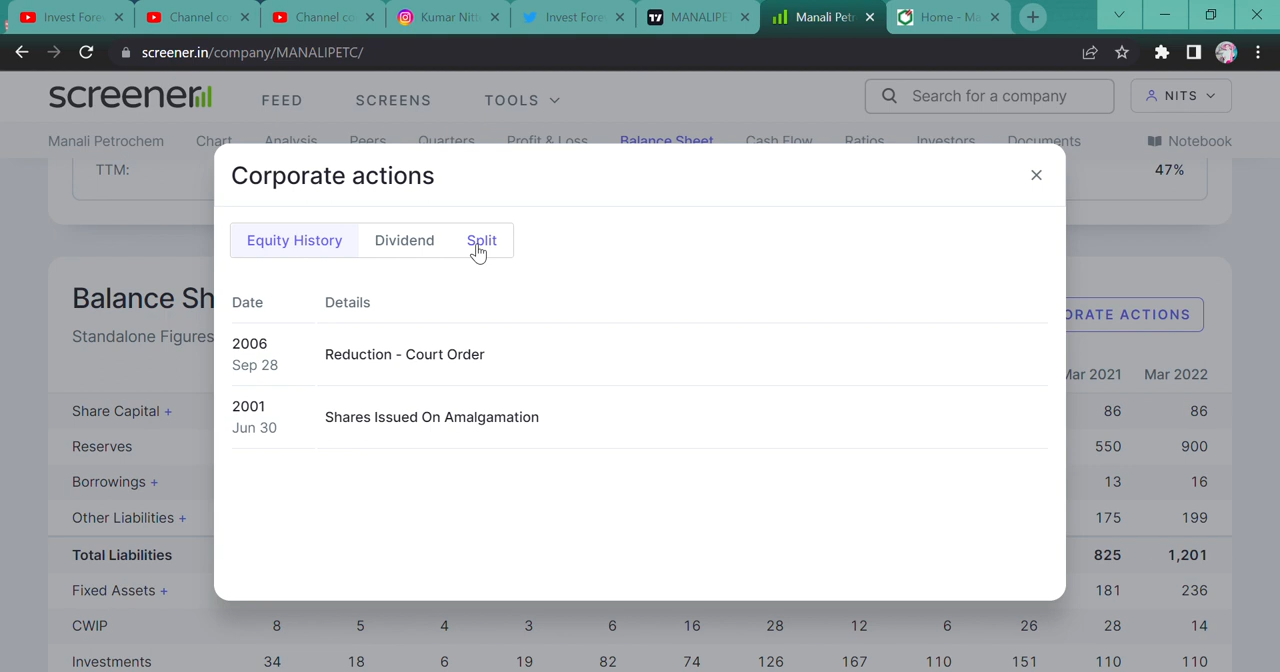 Invest Fore
Channel co
Channel co
Kumar Nitt
Invest Fore
MANALIPE
Manali Petr
Home - Ma
screener.in/company/MANALIPETC/
screener
FEED
SCREENS
TOOLS
Search for a company
NITS
Manali Petrochem
Chart
Analysis
Peers
Quarters
Profit & Loss
Balance Sheet
Cash Flow
Ratios
Investors
Documents
Notebook
TTM:
47%
Corporate actions
Equity History
Dividend
Split
Date Details
2006
Sep 28
Reduction - Court Order
2001
Jun 30
Shares Issued On Amalgamation
Balance Sh
Standalone Figures
ORATE ACTIONS
Mar 2021 Mar 2022
Share Capital + 86 86
Reserves 550 900
Borrowings + 13 16
Other Liabilities + 175 199
Total Liabilities 825 1,201
Fixed Assets + 181 236
CWIP 8 5 4 3 6 16 28 12 6 26 28 14
Investments 34 18 6 19 82 74 126 167 110 151 110 110